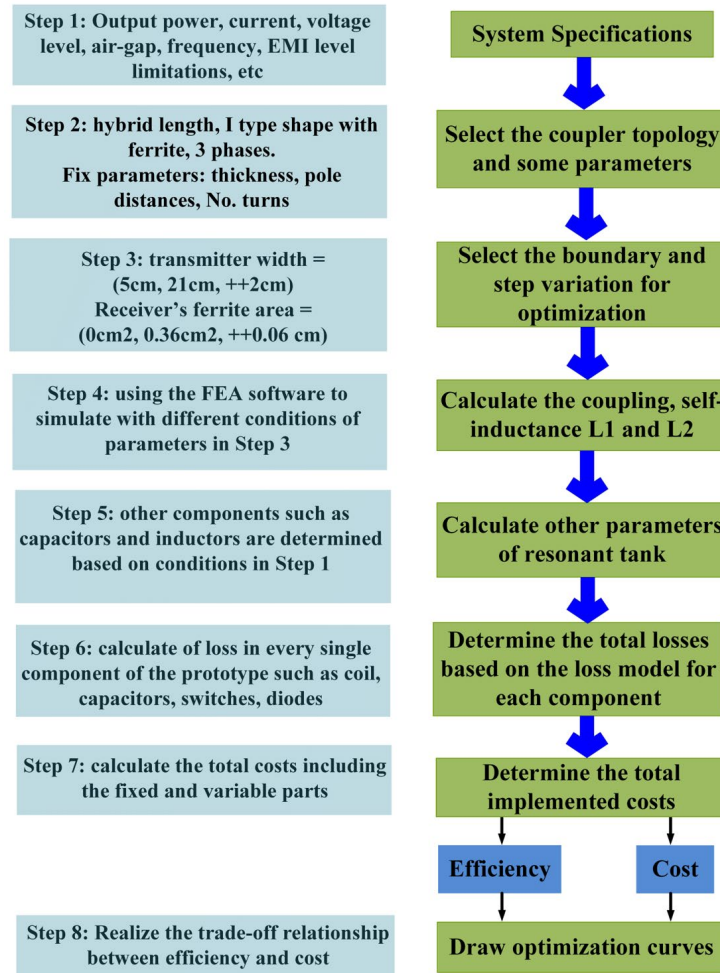 Step 1: Output power, current, voltage
level, air-gap, frequency, EMI level
limitations, etc
System Specifications
Step 2: hybrid length, I type shape with
ferrite, 3 phases.
Fix parameters: thickness, pole
distances, No. turns
Select the coupler topology
and some parameters
Step 3: transmitter width =
(5cm, 21cm, ++2cm)
Receiver's ferrite area =
(0cm2, 0.36cm2, ++0.06 cm)
Select the boundary and
step variation for
optimization
Step 4: using the FEA software to
simulate with different conditions of
parameters in Step 3
Calculate the coupling, self-
inductance L1 and L2
Step 5: other components such as
capacitors and inductors are determined
based on conditions in Step 1
Calculate other parameters
of resonant tank
Step 6: calculate of loss in every single
component of the prototype such as coil,
capacitors, switches, diodes
Determine the total losses
based on the loss model for
each component
Step 7: calculate the total costs including
the fixed and variable parts
Determine the total
implemented costs
Efficiency
Cost
Step 8: Realize the trade-off relationship
between efficiency and cost
Draw optimization curves